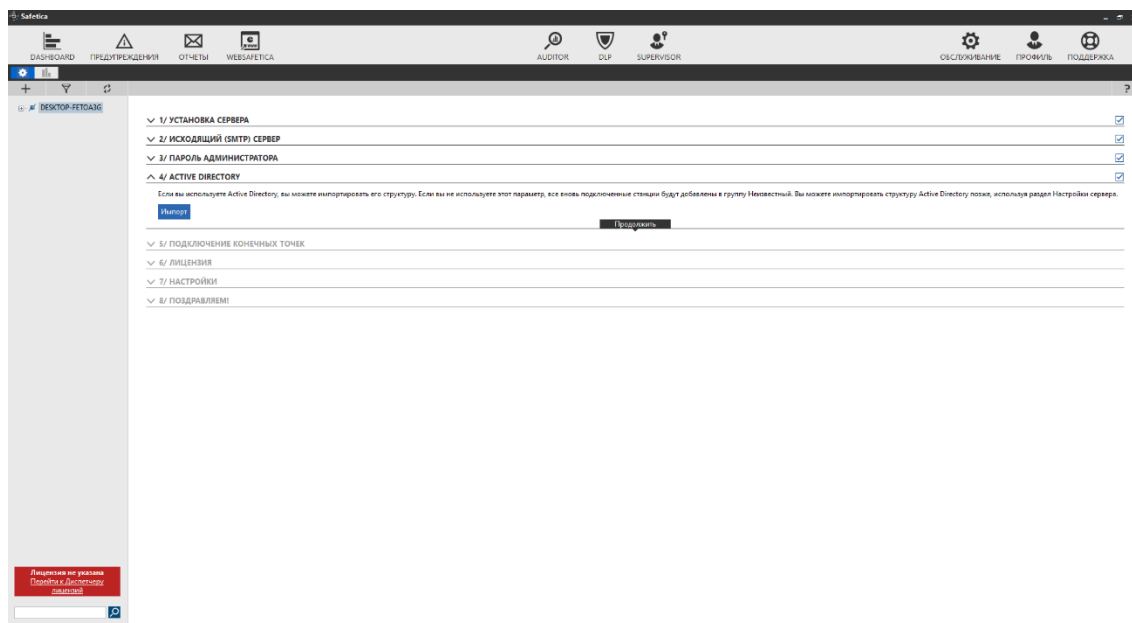 Safetica
DASHBOARD ПРЕДУПРЕЖДЕНИЯ ОТЧЕТЫ WEBSAFETICA AUDITOR DLP SUPERVISOR ОБСЛУЖИВАНИЕ ПРОФИЛЬ ПОДДЕРЖКА
?
DESKTOP-FETOA3G
1/ УСТАНОВКА СЕРВЕРА
2/ ИСХОДЯЩИЙ (SMTP) СЕРВЕР
3/ ПАРОЛЬ АДМИНИСТРАТОРА
4/ ACTIVE DIRECTORY
Если вы используете Active Directory, вы можете импортировать его структуру. Если вы не используете этот параметр, все вновь подключенные станции будут добавлены в группу Неизвестный. Вы можете импортировать структуру Active Directory позже, используя раздел Настройки сервера.
Импорт
Продолжить
5/ ПОДКЛЮЧЕНИЕ КОНЕЧНЫХ ТОЧЕК
6/ ЛИЦЕНЗИЯ
7/ НАСТРОЙКИ
8/ ПОЗДРАВЛЯЕМ!
Лицензия не указана
Перейти к Диспетчеру
лицензий